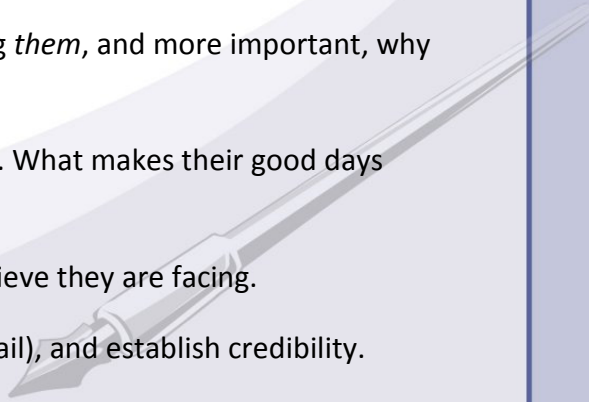 g them, and more important, why
. What makes their good days
ieve they are facing.
ail), and establish credibility.